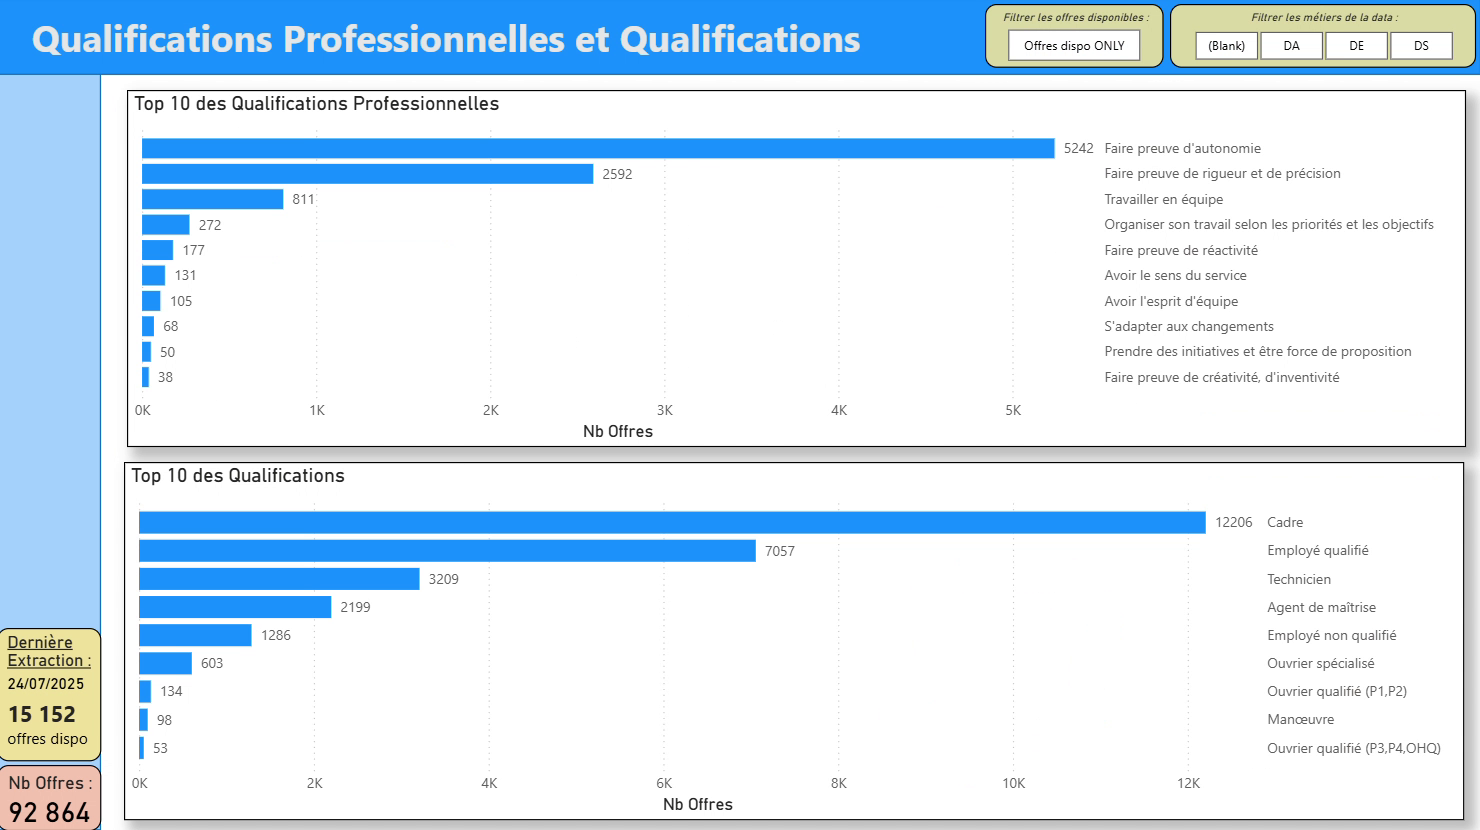 Qualifications Professionnelles et Qualifications
Filtrer les offres disponibles :
Offres dispo ONLY
Filtrer les métiers de la data :
(Blank) DA DE DS
Top 10 des Qualifications Professionnelles
5242 Faire preuve d'autonomie
2592 Faire preuve de rigueur et de précision
811 Travailler en équipe
272 Organiser son travail selon les priorités et les objectifs
177 Faire preuve de réactivité
131 Avoir le sens du service
105 Avoir l'esprit d'équipe
68 S'adapter aux changements
50 Prendre des initiatives et être force de proposition
38 Faire preuve de créativité, d'inventivité
0K 1K 2K 3K 4K 5K
Nb Offres
Top 10 des Qualifications
12206 Cadre
7057 Employé qualifié
3209 Technicien
2199 Agent de maîtrise
1286 Employé non qualifié
603 Ouvrier spécialisé
134 Ouvrier qualifié (P1,P2)
98 Manœuvre
53 Ouvrier qualifié (P3,P4,OHQ)
0K 2K 4K 6K 8K 10K 12K
Nb Offres
Dernière
Extraction :
24/07/2025
15 152
offres dispo
Nb Offres :
92 864